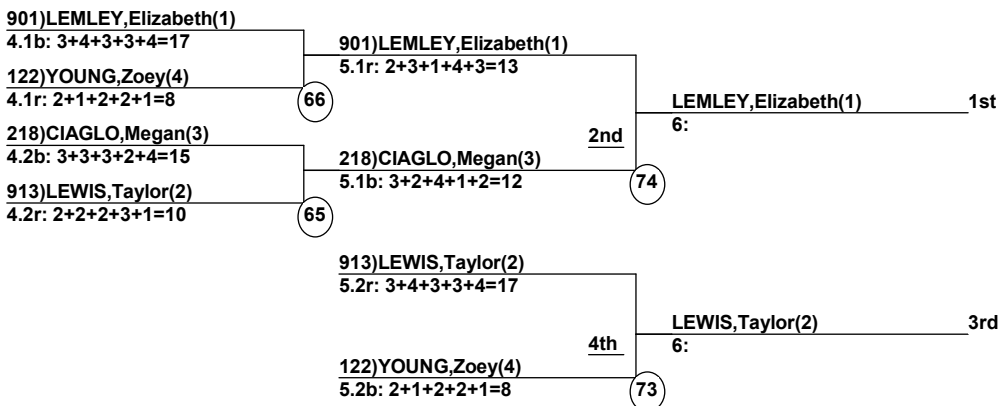 901)LEMLEY,Elizabeth(1)
4.1b: 3+4+3+3+4=17
122)YOUNG,Zoey(4)
4.1r: 2+1+2+2+1=8
66
218)CIAGLO,Megan(3)
4.2b: 3+3+3+2+4=15
913)LEWIS,Taylor(2)
4.2r: 2+2+2+3+1=10
65
901)LEMLEY,Elizabeth(1)
5.1r: 2+3+1+4+3=13
218)CIAGLO,Megan(3)
5.1b: 3+2+4+1+2=12
2nd
74
LEMLEY,Elizabeth(1) 1st
6:
913)LEWIS,Taylor(2)
5.2r: 3+4+3+3+4=17
122)YOUNG,Zoey(4)
5.2b: 2+1+2+2+1=8
4th
73
LEWIS,Taylor(2) 3rd
6: